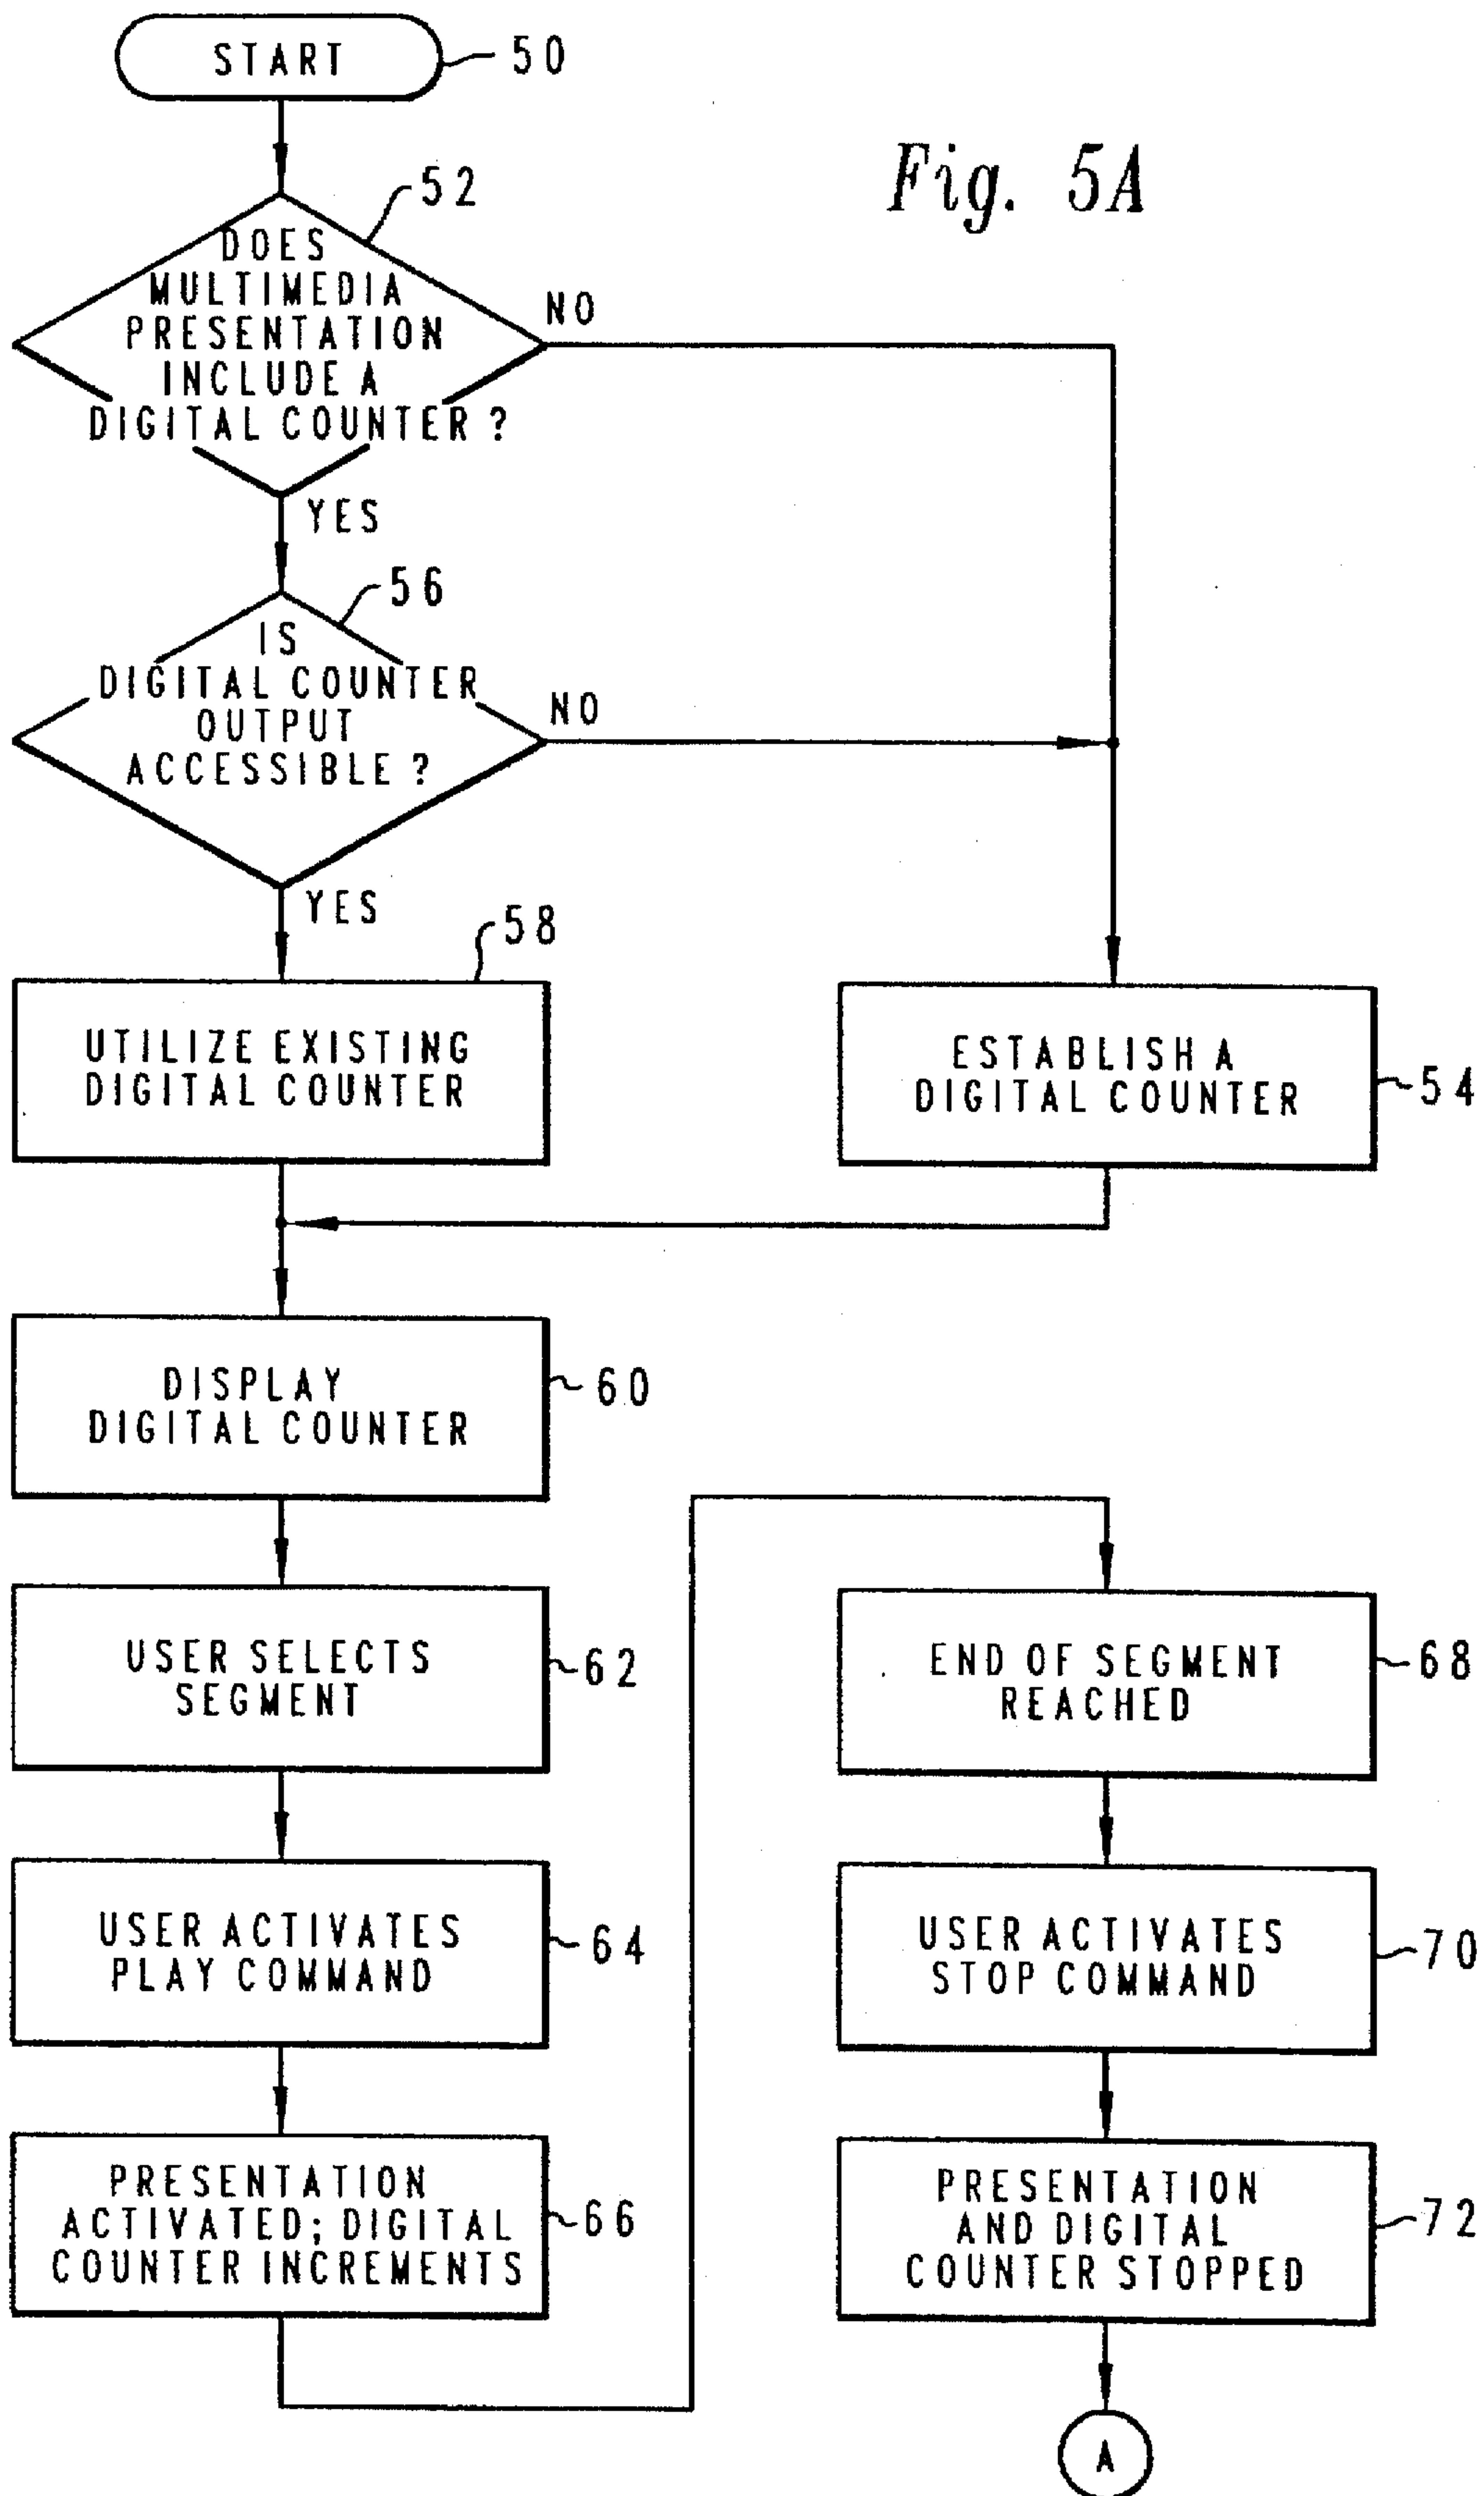 START
50
Fig. 5A
52
DOES
MULTIMEDIA
PRESENTATION
INCLUDE A
DIGITAL COUNTER ?
NO
YES
56
IS
DIGITAL COUNTER
OUTPUT
ACCESSIBLE ?
NO
YES
58
UTILIZE EXISTING
DIGITAL COUNTER
ESTABLISH A
DIGITAL COUNTER
54
DISPLAY
DIGITAL COUNTER
60
USER SELECTS
SEGMENT
62
USER ACTIVATES
PLAY COMMAND
64
PRESENTATION
ACTIVATED; DIGITAL
COUNTER INCREMENTS
66
END OF SEGMENT
REACHED
68
USER ACTIVATES
STOP COMMAND
70
PRESENTATION
AND DIGITAL
COUNTER STOPPED
72
A